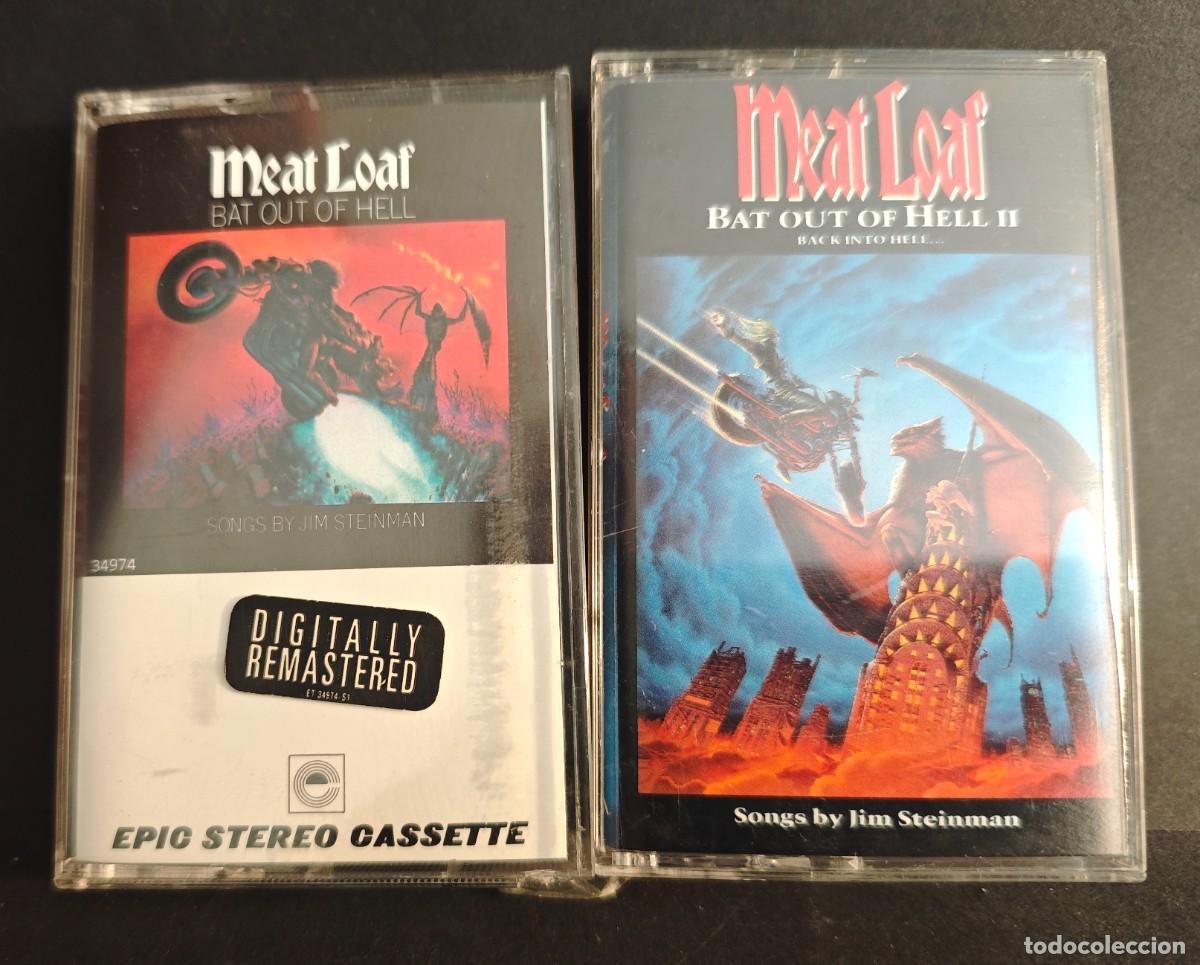 Meat Loaf
BAT OUT OF HELL
SONGS BY JIM STEINMAN
34974
DIGITALLY
REMASTERED
ET 34974-S1
e
EPIC STEREO CASSETTE
Meat Loaf
BAT OUT OF HELL II
BACK INTO HELL...
Songs by Jim Steinman
todocoleccion